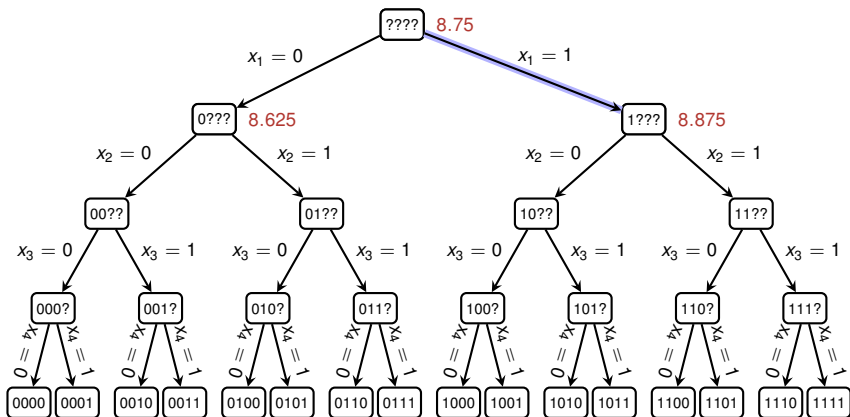 ???? 8.75
x₁ = 0 x₁ = 1
0??? 8.625 1??? 8.875
x₂ = 0 x₂ = 1 x₂ = 0 x₂ = 1
00?? 01?? 10?? 11??
x₃ = 0 x₃ = 1 x₃ = 0 x₃ = 1 x₃ = 0 x₃ = 1 x₃ = 0 x₃ = 1
000? 001? 010? 011? 100? 101? 110? 111?
x₄ = 0 x₄ = 1 x₄ = 0 x₄ = 1 x₄ = 0 x₄ = 1 x₄ = 0 x₄ = 1 x₄ = 0 x₄ = 1 x₄ = 0 x₄ = 1 x₄ = 0 x₄ = 1 x₄ = 0 x₄ = 1
0000 0001 0010 0011 0100 0101 0110 0111 1000 1001 1010 1011 1100 1101 1110 1111